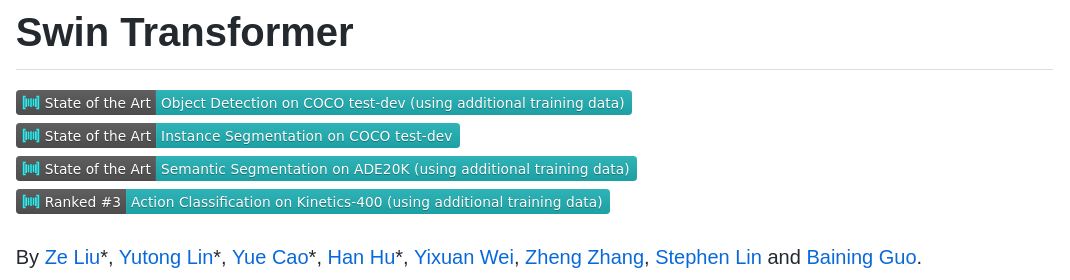 Swin Transformer
State of the Art Object Detection on COCO test-dev (using additional training data)
State of the Art Instance Segmentation on COCO test-dev
State of the Art Semantic Segmentation on ADE20K (using additional training data)
Ranked #3 Action Classification on Kinetics-400 (using additional training data)
By Ze Liu*, Yutong Lin*, Yue Cao*, Han Hu*, Yixuan Wei, Zheng Zhang, Stephen Lin and Baining Guo.